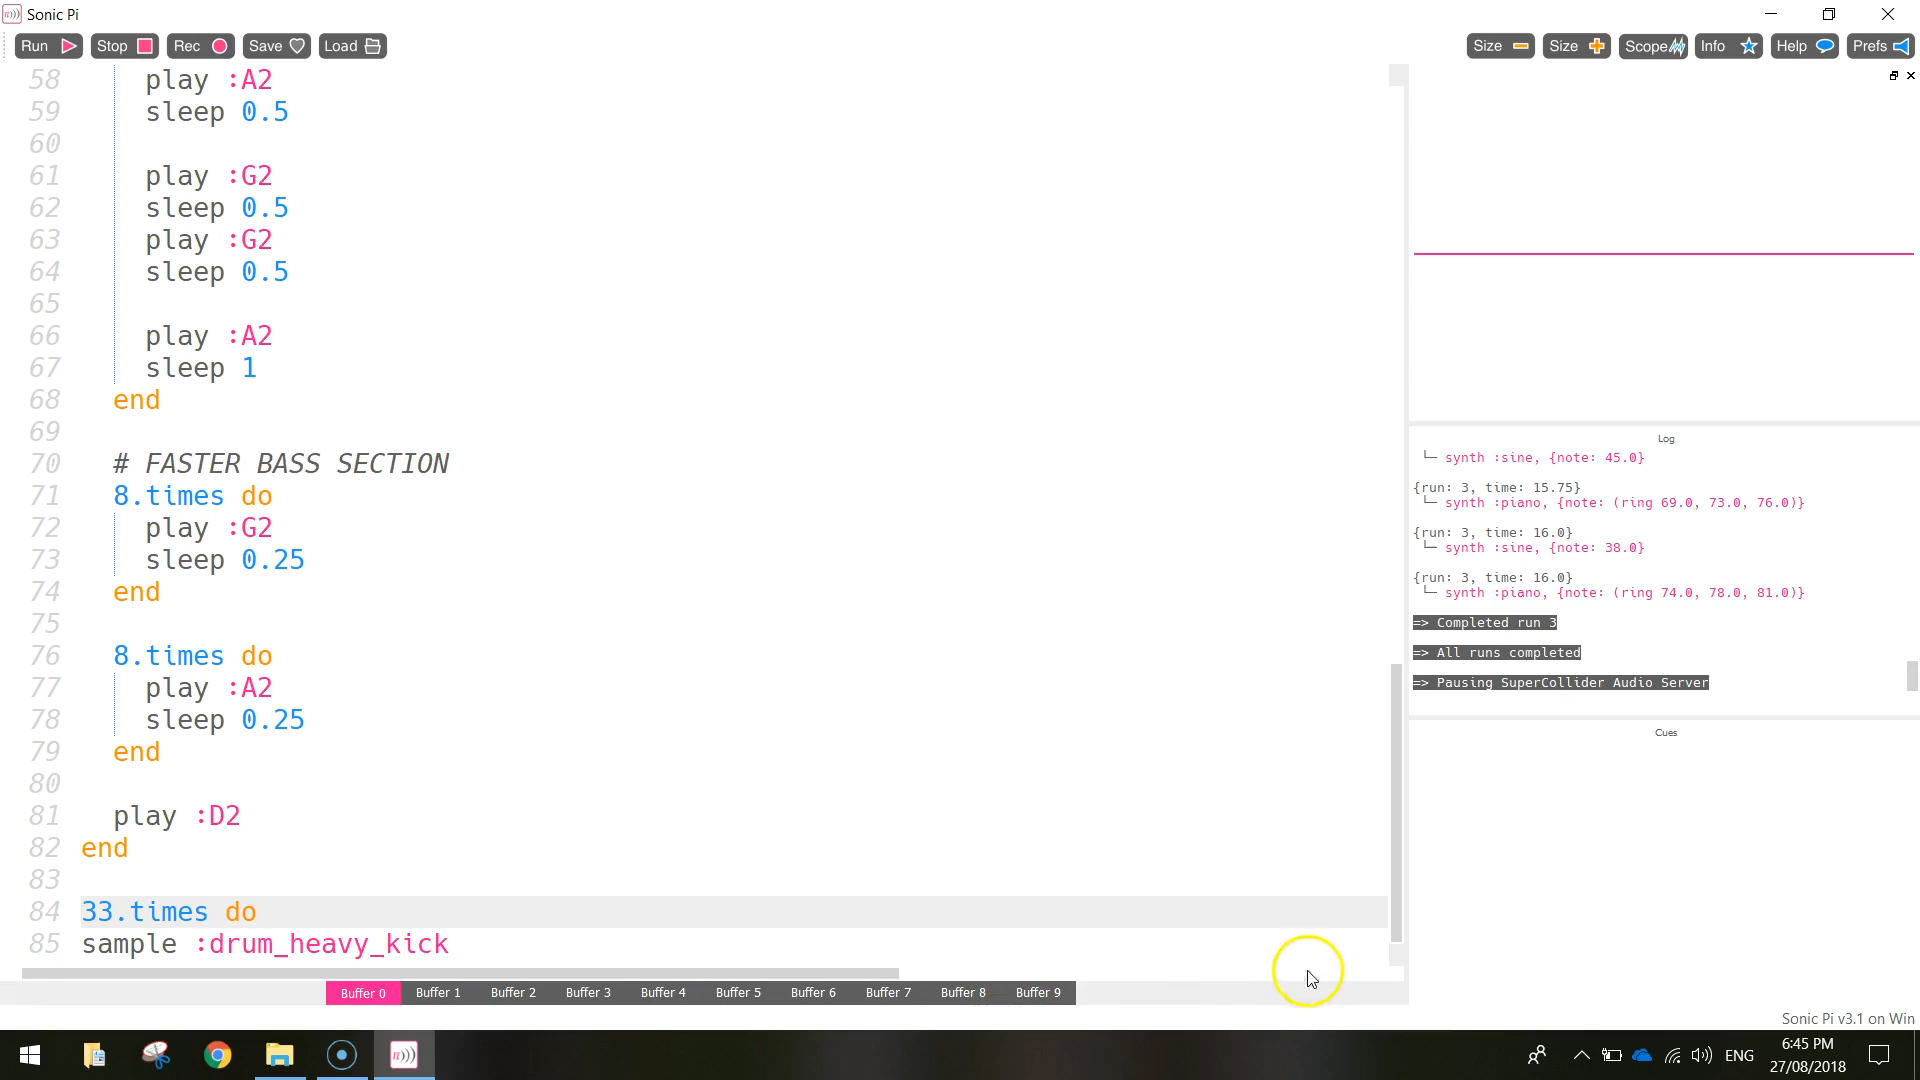 Sonic Pi
Run Stop Rec Save Load Size Size Scope Info Help Prefs
58 play :A2
59 sleep 0.5
60
61 play :G2
62 sleep 0.5
63 play :G2
64 sleep 0.5
65
66 play :A2
67 sleep 1
68 end
69
70 # FASTER BASS SECTION
71 8.times do
72 play :G2
73 sleep 0.25
74 end
75
76 8.times do
77 play :A2
78 sleep 0.25
79 end
80
81 play :D2
82 end
83
84 33.times do
85 sample :drum_heavy_kick
Buffer 0 Buffer 1 Buffer 2 Buffer 3 Buffer 4 Buffer 5 Buffer 6 Buffer 7 Buffer 8 Buffer 9
Log
└─ synth :sine, {note: 45.0}
{run: 3, time: 15.75}
└─ synth :piano, {note: (ring 69.0, 73.0, 76.0)}
{run: 3, time: 16.0}
└─ synth :sine, {note: 38.0}
{run: 3, time: 16.0}
└─ synth :piano, {note: (ring 74.0, 78.0, 81.0)}
=> Completed run 3
=> All runs completed
=> Pausing SuperCollider Audio Server
Cues
Sonic Pi v3.1 on Win
π)))
ENG
6:45 PM
27/08/2018